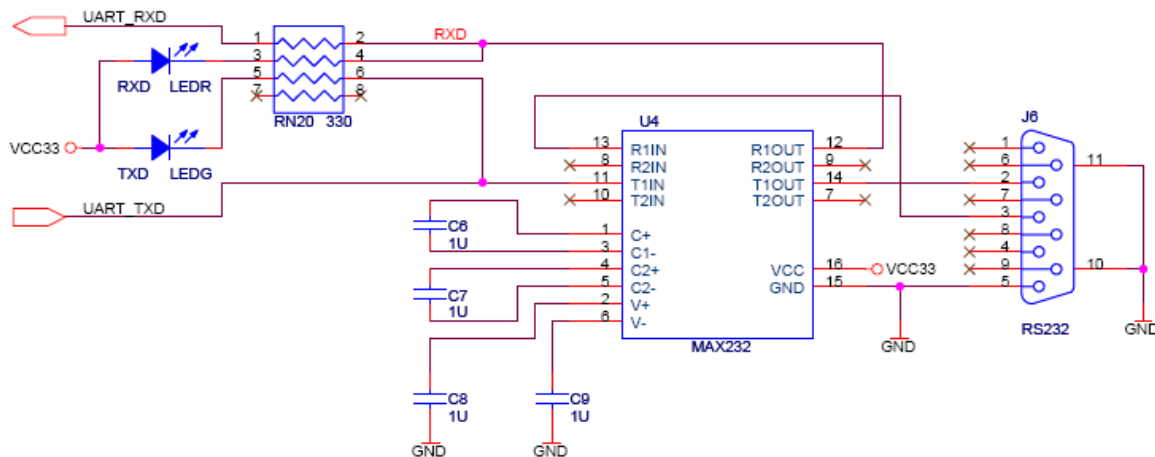 UART_RXD
1 2 RXD
3 4
5 6
7 8
RXD LEDR
RN20 330
VCC33
TXD LEDG
UART_TXD
U4
13 R1IN R1OUT 12
8 R2IN R2OUT 9
11 T1IN T1OUT 14
10 T2IN T2OUT 7
1 C+
3 C1-
4 C2+ VCC 16 VCC33
5 C2- GND 15
2 V+
6 V-
MAX232
C6
1U
C7
1U
C8
1U
C9
1U
GND
GND
GND
J6
1
6
2
7
3
8
4
9
5
11
10
RS232
GND